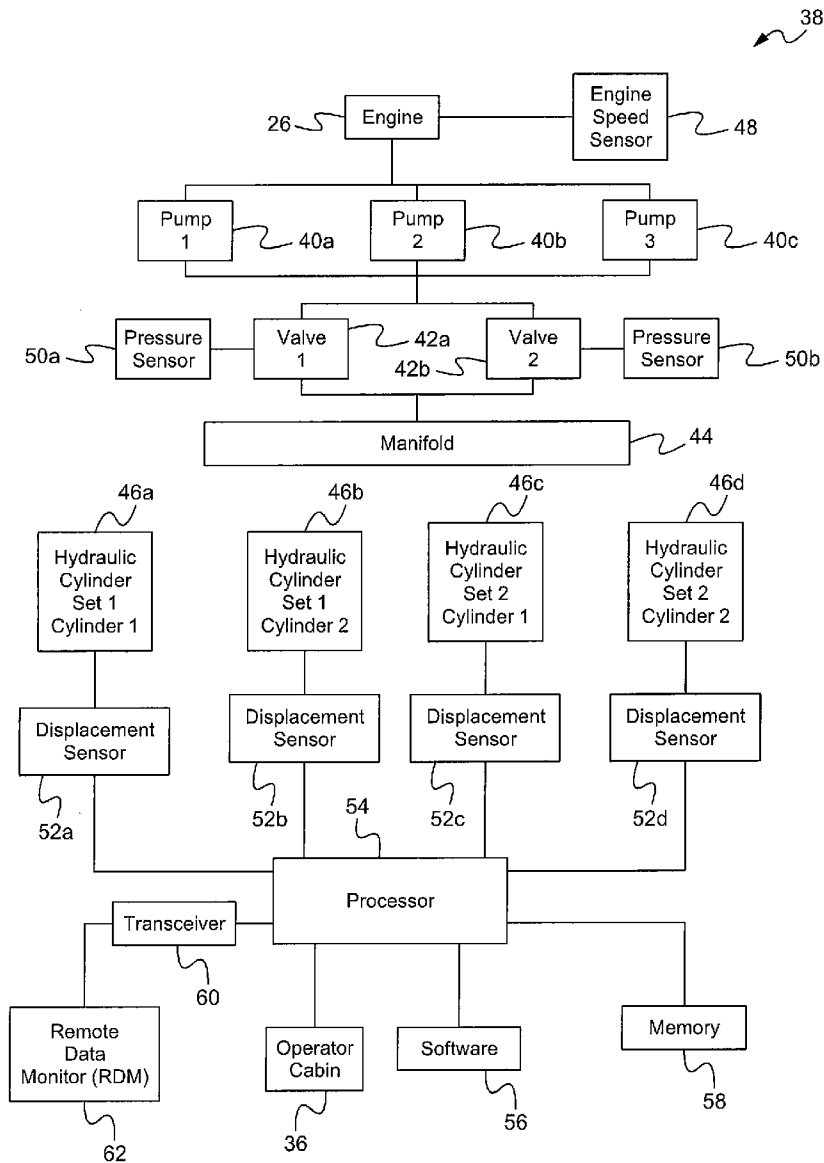 38
Engine
Speed
Sensor
26
Engine
48
Pump
1
40a
Pump
2
40b
Pump
3
40c
50a
Pressure
Sensor
Valve
1
42a
42b
Valve
2
Pressure
Sensor
50b
Manifold
44
46a
46b
46c
46d
Hydraulic
Cylinder
Set 1
Cylinder 1
Hydraulic
Cylinder
Set 1
Cylinder 2
Hydraulic
Cylinder
Set 2
Cylinder 1
Hydraulic
Cylinder
Set 2
Cylinder 2
Displacement
Sensor
Displacement
Sensor
Displacement
Sensor
Displacement
Sensor
52a
52b
52c
52d
54
Processor
Transceiver
60
Remote
Data
Monitor (RDM)
62
Operator
Cabin
36
Software
56
Memory
58